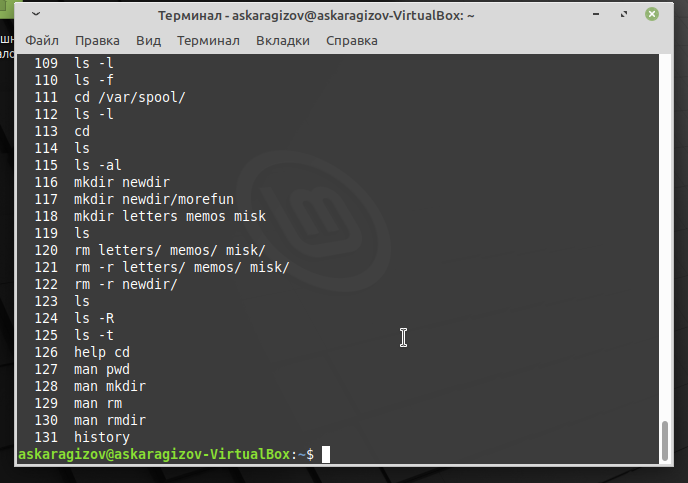 Терминал - askaragizov@askaragizov-VirtualBox: ~
Файл Правка Вид Терминал Вкладки Справка
109 ls -l
110 ls -f
111 cd /var/spool/
112 ls -l
113 cd
114 ls
115 ls -al
116 mkdir newdir
117 mkdir newdir/morefun
118 mkdir letters memos misk
119 ls
120 rm letters/ memos/ misk/
121 rm -r letters/ memos/ misk/
122 rm -r newdir/
123 ls
124 ls -R
125 ls -t
126 help cd
127 man pwd
128 man mkdir
129 man rm
130 man rmdir
131 history
askaragizov@askaragizov-VirtualBox:~$